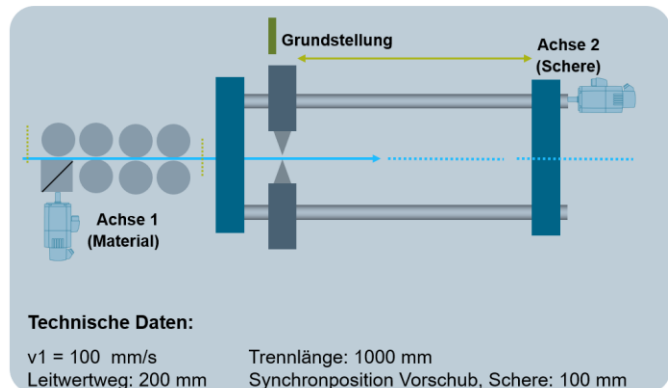 Grundstellung
Achse 2
(Schere)
Achse 1
(Material)
Technische Daten:
v1 = 100 mm/s Trennlänge: 1000 mm
Leitwertweg: 200 mm Synchronposition Vorschub, Schere: 100 mm